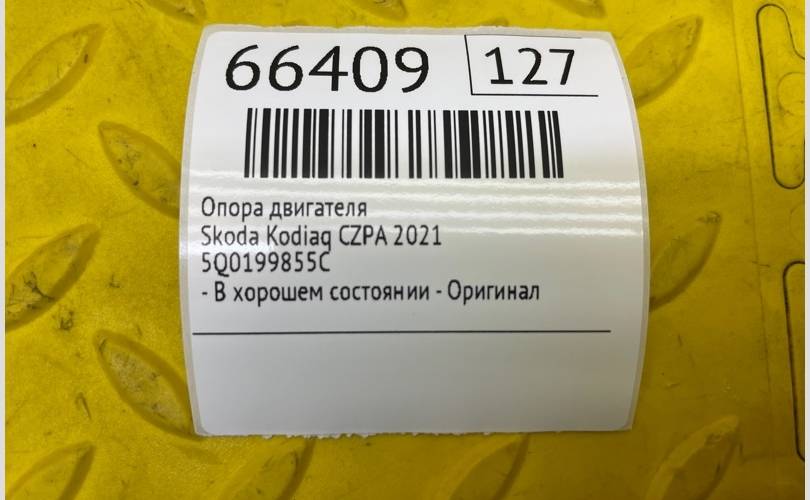 66409 127
Опора двигателя
Skoda Kodiaq CZPA 2021
5Q0199855C
- В хорошем состоянии - Оригинал